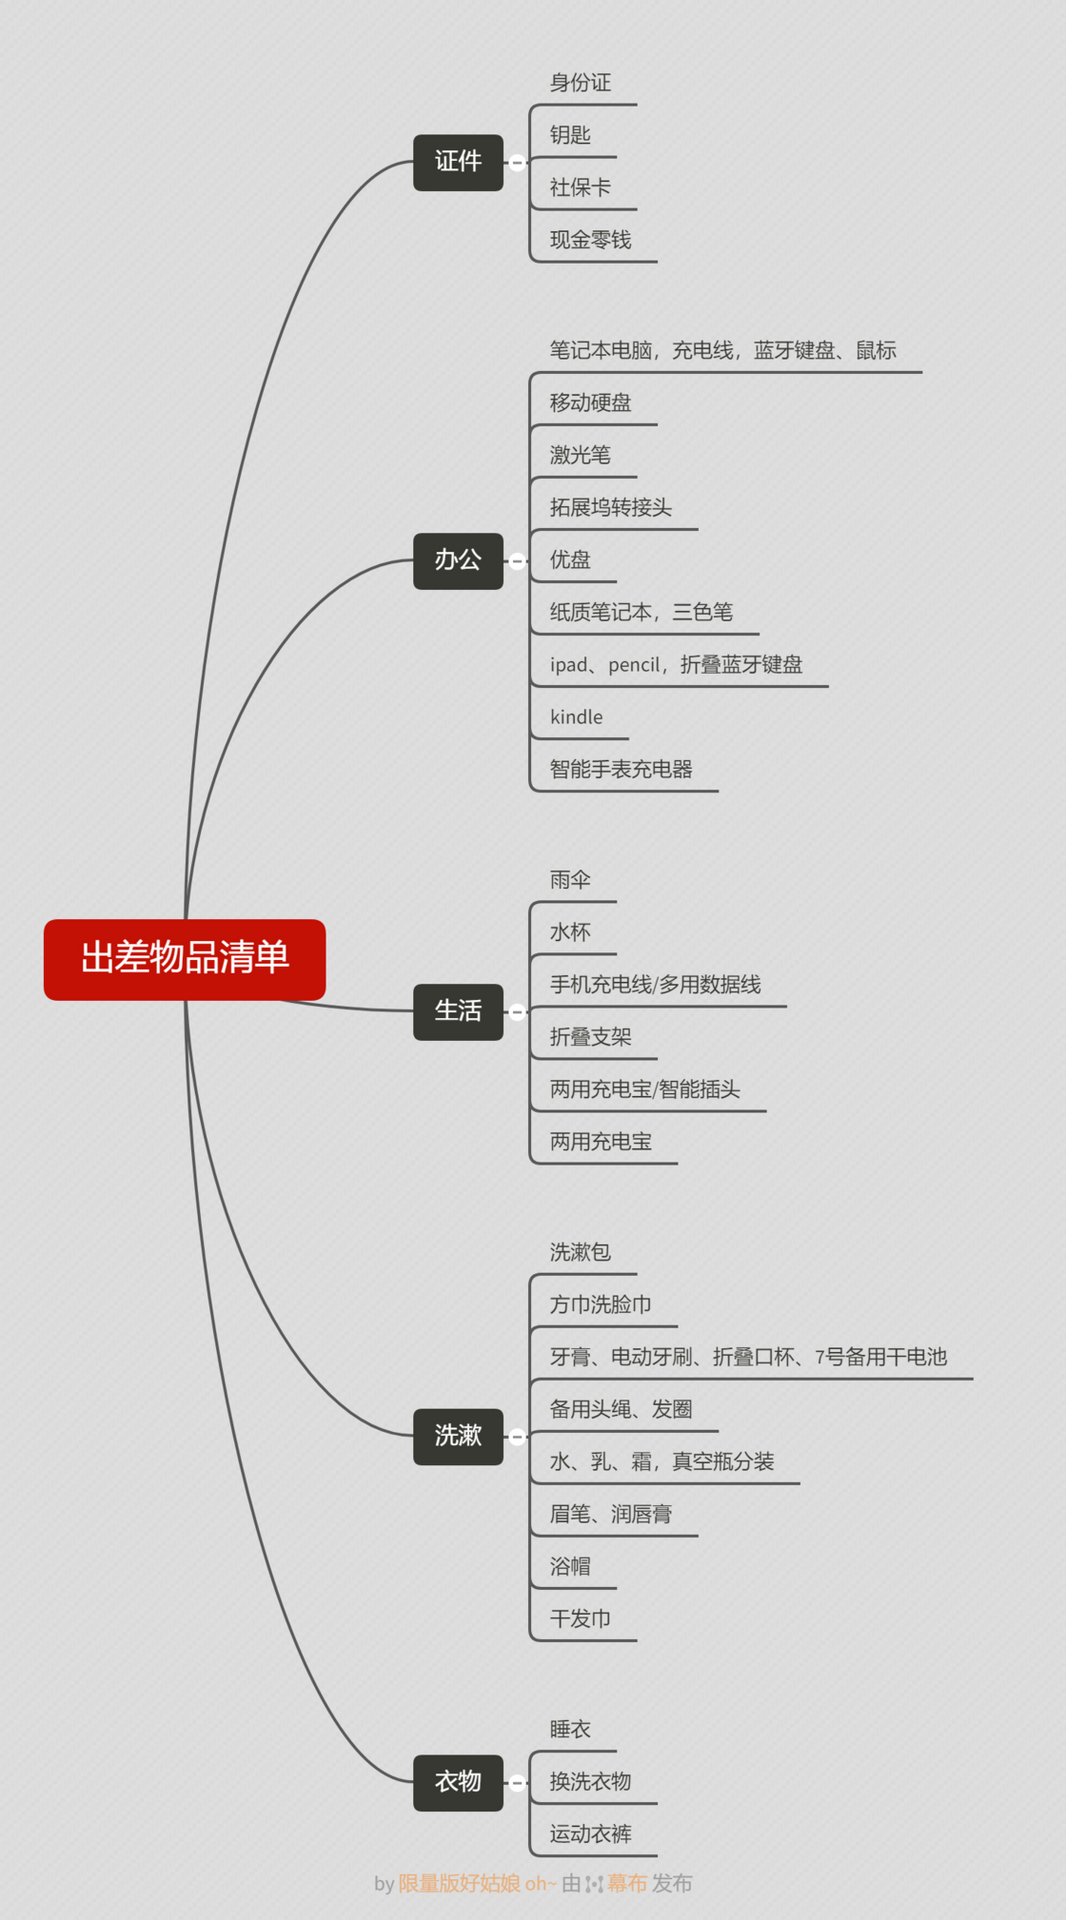 出差物品清单
证件
身份证
钥匙
社保卡
现金零钱
办公
笔记本电脑，充电线，蓝牙键盘、鼠标
移动硬盘
激光笔
拓展坞转接头
优盘
纸质笔记本，三色笔
ipad、pencil，折叠蓝牙键盘
kindle
智能手表充电器
生活
雨伞
水杯
手机充电线/多用数据线
折叠支架
两用充电宝/智能插头
两用充电宝
洗漱
洗漱包
方巾洗脸巾
牙膏、电动牙刷、折叠口杯、7号备用干电池
备用头绳、发圈
水、乳、霜，真空瓶分装
眉笔、润唇膏
浴帽
干发巾
衣物
睡衣
换洗衣物
运动衣裤
by 限量版好姑娘 oh~ 由 幕布 发布